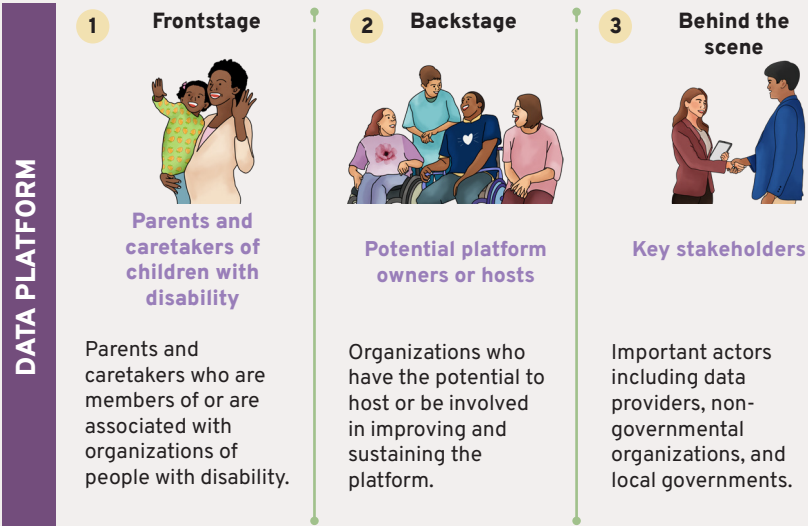 DATA PLATFORM
1
Frontstage
Parents and
caretakers of
children with
disability
Parents and
caretakers who are
members of or are
associated with
organizations of
people with disability.
2
Backstage
Potential platform
owners or hosts
Organizations who
have the potential to
host or be involved
in improving and
sustaining the
platform.
3
Behind the
scene
Key stakeholders
Important actors
including data
providers, non-
governmental
organizations, and
local governments.